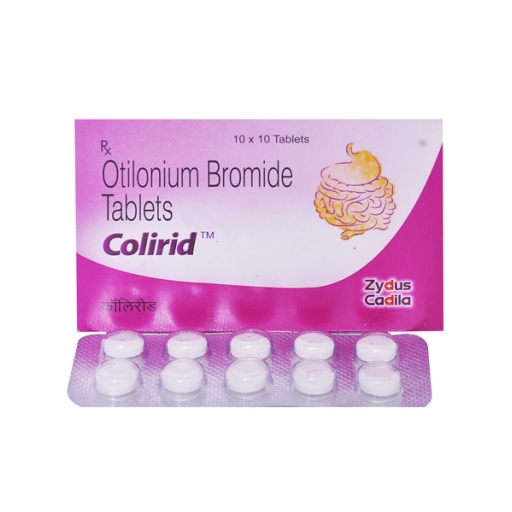 10 x 10 Tablets
Rx
Otilonium Bromide
Tablets
Colirid™
Zydus
Cadila
कॉलिरीड